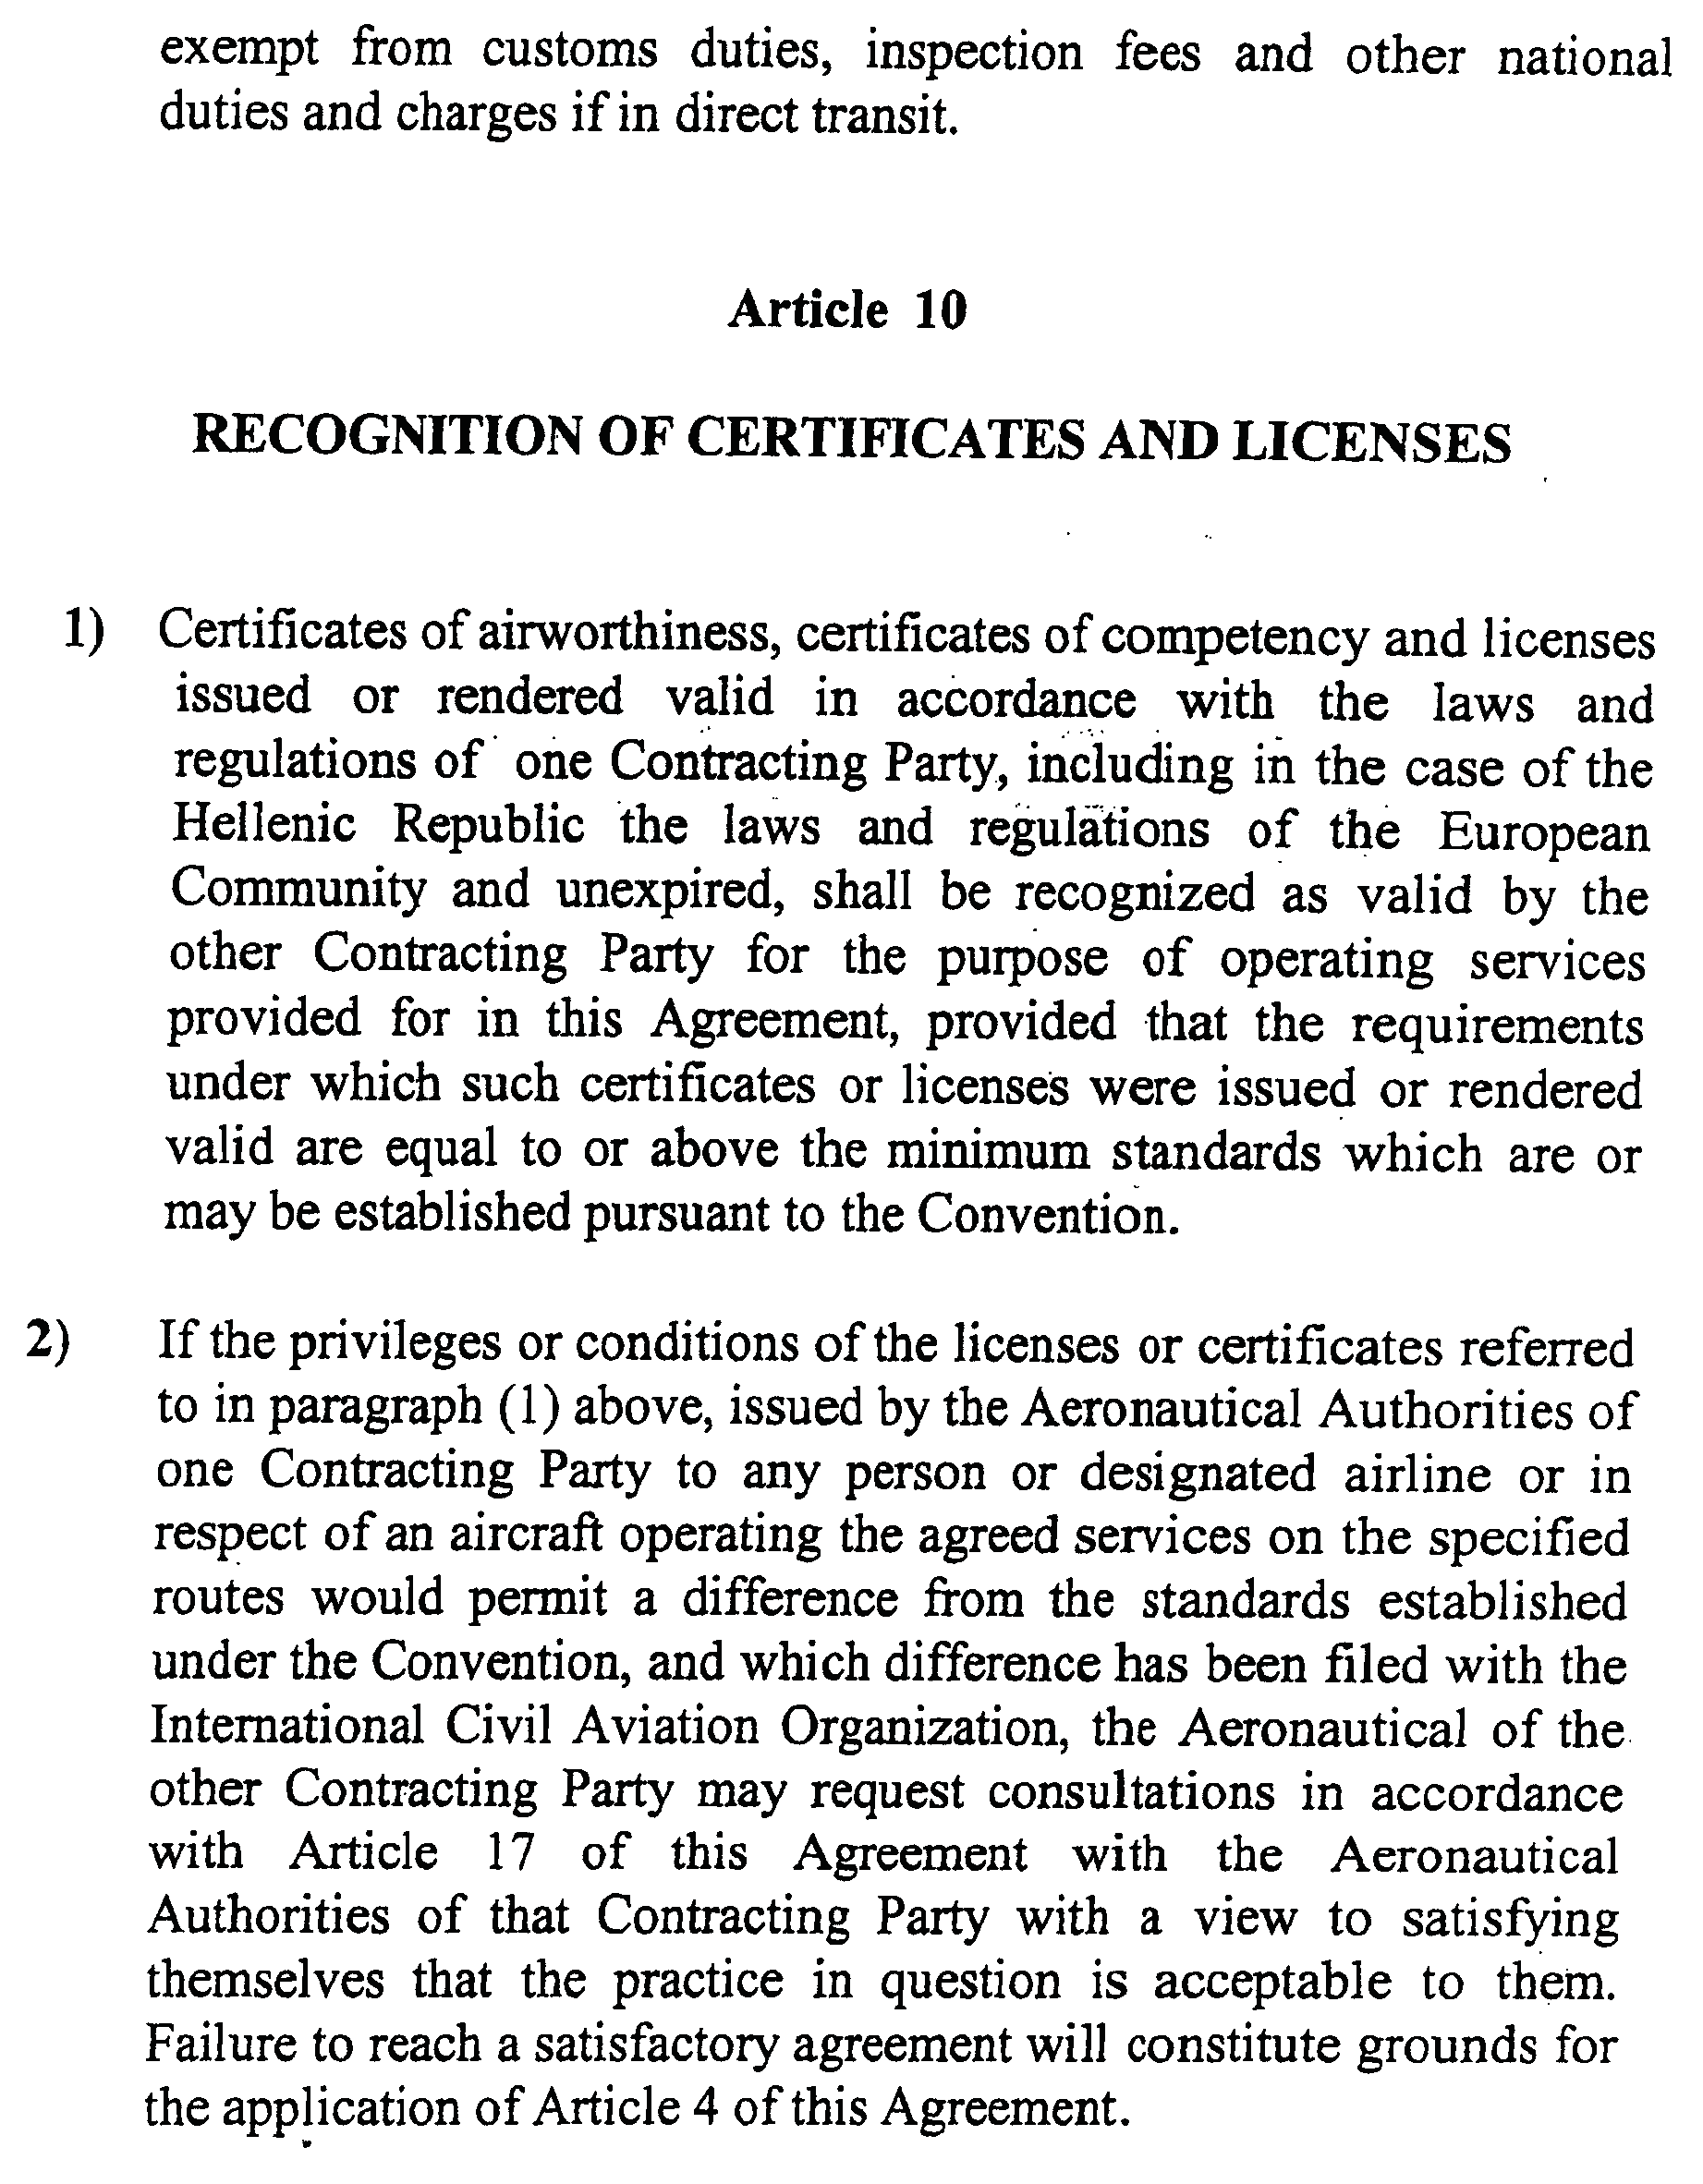 exempt from customs duties, inspection fees and other national
duties and charges if in direct transit.
Article 10
RECOGNITION OF CERTIFICATES AND LICENSES
1) Certificates of airworthiness, certificates of competency and licenses
issued or rendered valid in accordance with the laws and
regulations of one Contracting Party, including in the case of the
Hellenic Republic the laws and regulations of the European
Community and unexpired, shall be recognized as valid by the
other Contracting Party for the purpose of operating services
provided for in this Agreement, provided that the requirements
under which such certificates or licenses were issued or rendered
valid are equal to or above the minimum standards which are or
may be established pursuant to the Convention.
2) If the privileges or conditions of the licenses or certificates referred
to in paragraph (1) above, issued by the Aeronautical Authorities of
one Contracting Party to any person or designated airline or in
respect of an aircraft operating the agreed services on the specified
routes would permit a difference from the standards established
under the Convention, and which difference has been filed with the
International Civil Aviation Organization, the Aeronautical of the
other Contracting Party may request consultations in accordance
with Article 17 of this Agreement with the Aeronautical
Authorities of that Contracting Party with a view to satisfying
themselves that the practice in question is acceptable to them.
Failure to reach a satisfactory agreement will constitute grounds for
the application of Article 4 of this Agreement.